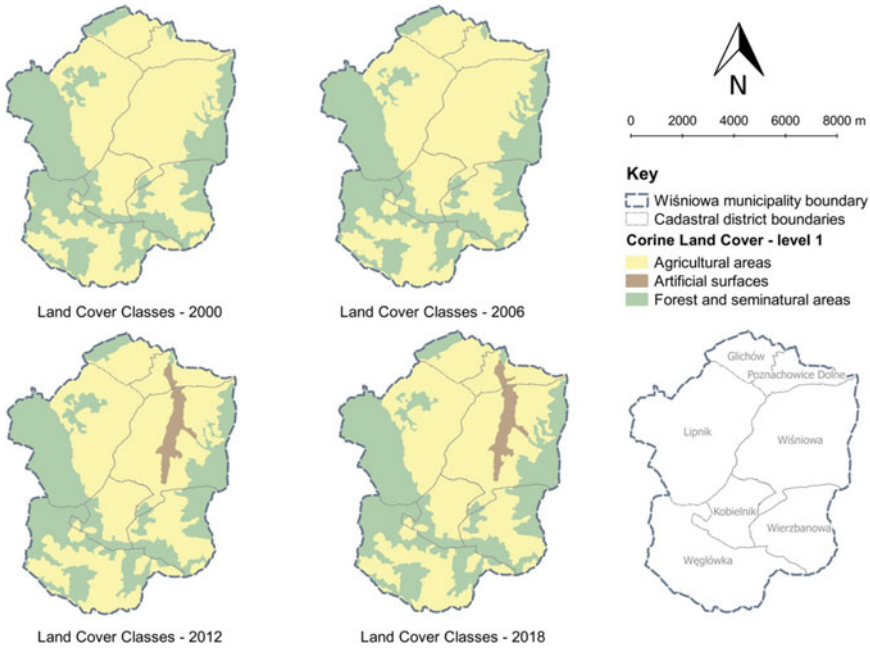 N
0 2000 4000 6000 8000 m
Key
Wiśniowa municipality boundary
Cadastral district boundaries
Corine Land Cover - level 1
Agricultural areas
Artificial surfaces
Forest and seminatural areas
Land Cover Classes - 2000
Land Cover Classes - 2006
Glichów
Poznachowice Dolne
Lipnik
Wiśniowa
Kobielnik
Wierzbanowa
Węglówka
Land Cover Classes - 2012
Land Cover Classes - 2018